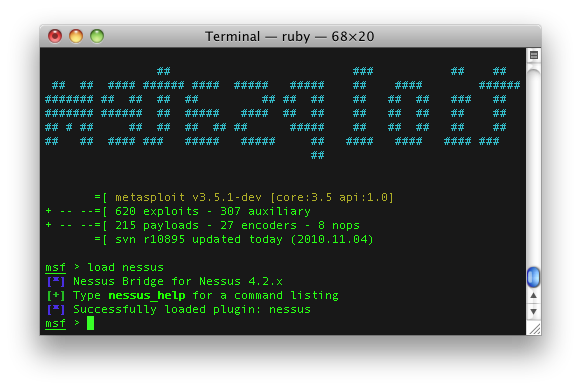 Terminal — ruby — 68×20
metasploit
=[ metasploit v3.5.1-dev [core:3.5 api:1.0]
+ -- --=[ 620 exploits - 307 auxiliary
+ -- --=[ 215 payloads - 27 encoders - 8 nops
=[ svn r10895 updated today (2010.11.04)
msf > load nessus
[*] Nessus Bridge for Nessus 4.2.x
[+] Type nessus_help for a command listing
[*] Successfully loaded plugin: nessus
msf >